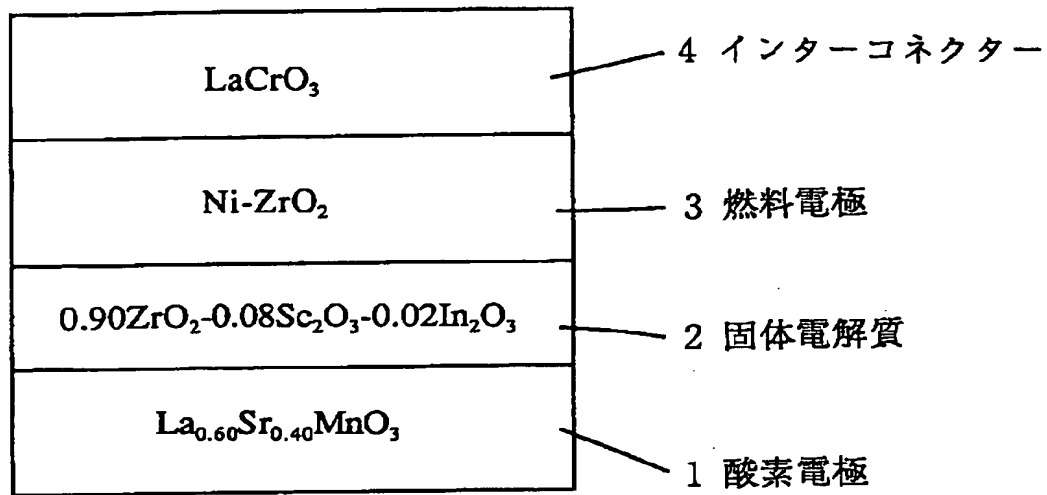 LaCrO₃
4 インターコネクター
Ni-ZrO₂
3 燃料電極
0.90ZrO₂-0.08Sc₂O₃-0.02In₂O₃
2 固体電解質
La₀.₆₀Sr₀.₄₀MnO₃
1 酸素電極